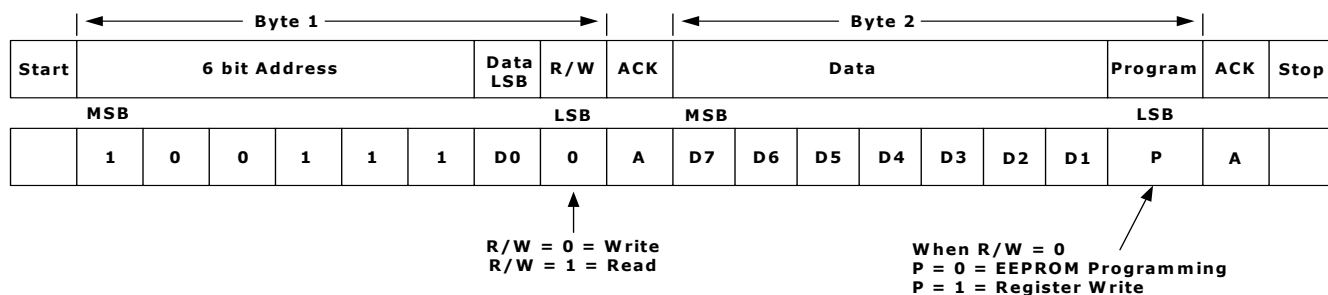 Byte 1 Byte 2
Start 6 bit Address Data LSB R/W ACK Data Program ACK Stop
MSB LSB MSB LSB
1 0 0 1 1 1 D0 0 A D7 D6 D5 D4 D3 D2 D1 P A
R/W = 0 = Write
R/W = 1 = Read
When R/W = 0
P = 0 = EEPROM Programming
P = 1 = Register Write